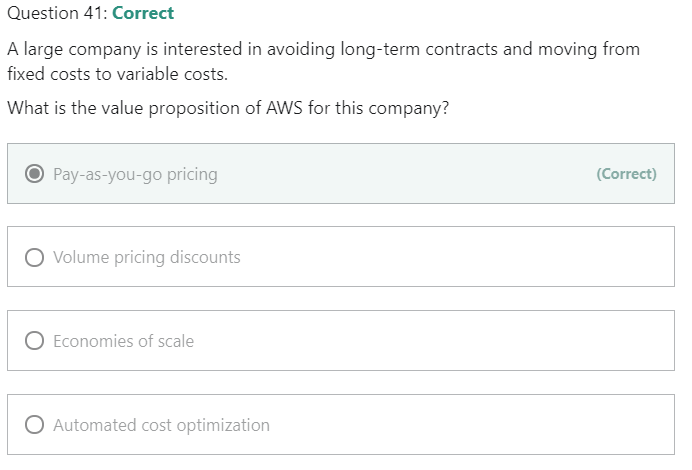 Question 41: Correct
A large company is interested in avoiding long-term contracts and moving from
fixed costs to variable costs.
What is the value proposition of AWS for this company?
Pay-as-you-go pricing (Correct)
Volume pricing discounts
Economies of scale
Automated cost optimization